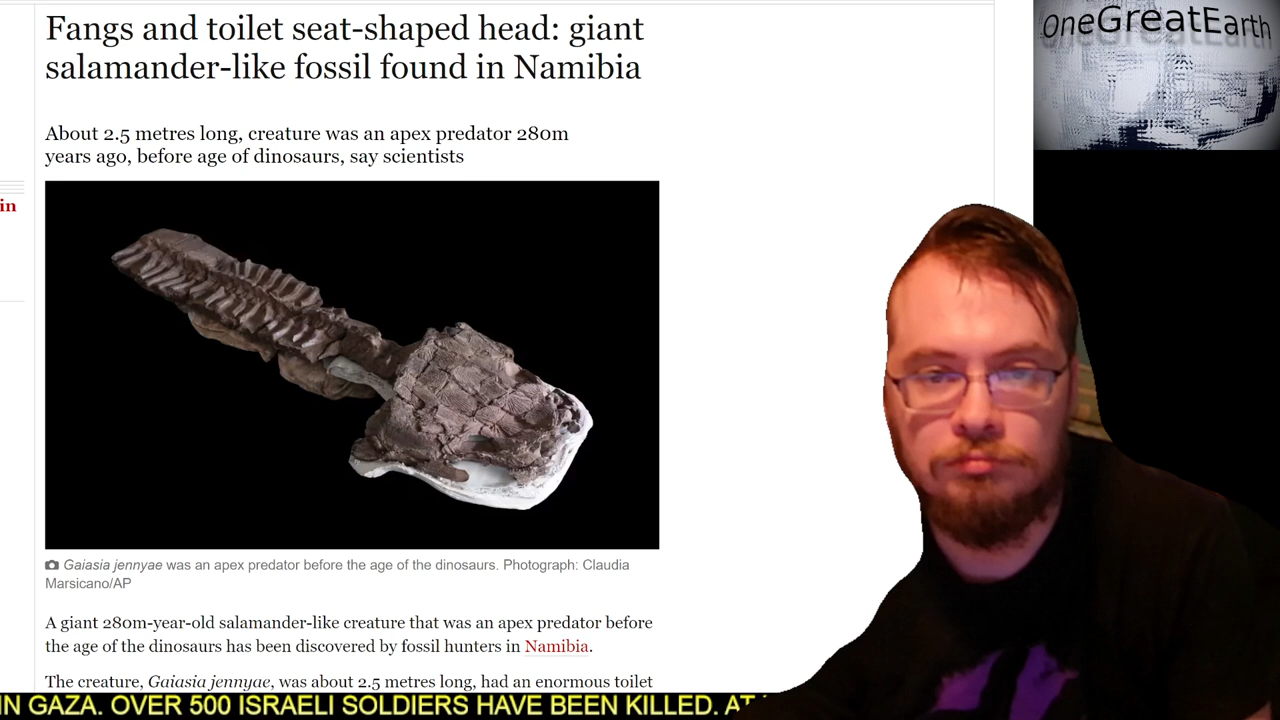 Fangs and toilet seat-shaped head: giant
salamander-like fossil found in Namibia
OneGreatEarth
About 2.5 metres long, creature was an apex predator 280m
years ago, before age of dinosaurs, say scientists
in
Gaiasia jennyae was an apex predator before the age of the dinosaurs. Photograph: Claudia
Marsicano/AP
A giant 280m-year-old salamander-like creature that was an apex predator before
the age of the dinosaurs has been discovered by fossil hunters in Namibia.
The creature, Gaiasia jennyae, was about 2.5 metres long, had an enormous toilet
IN GAZA. OVER 500 ISRAELI SOLDIERS HAVE BEEN KILLED. AT